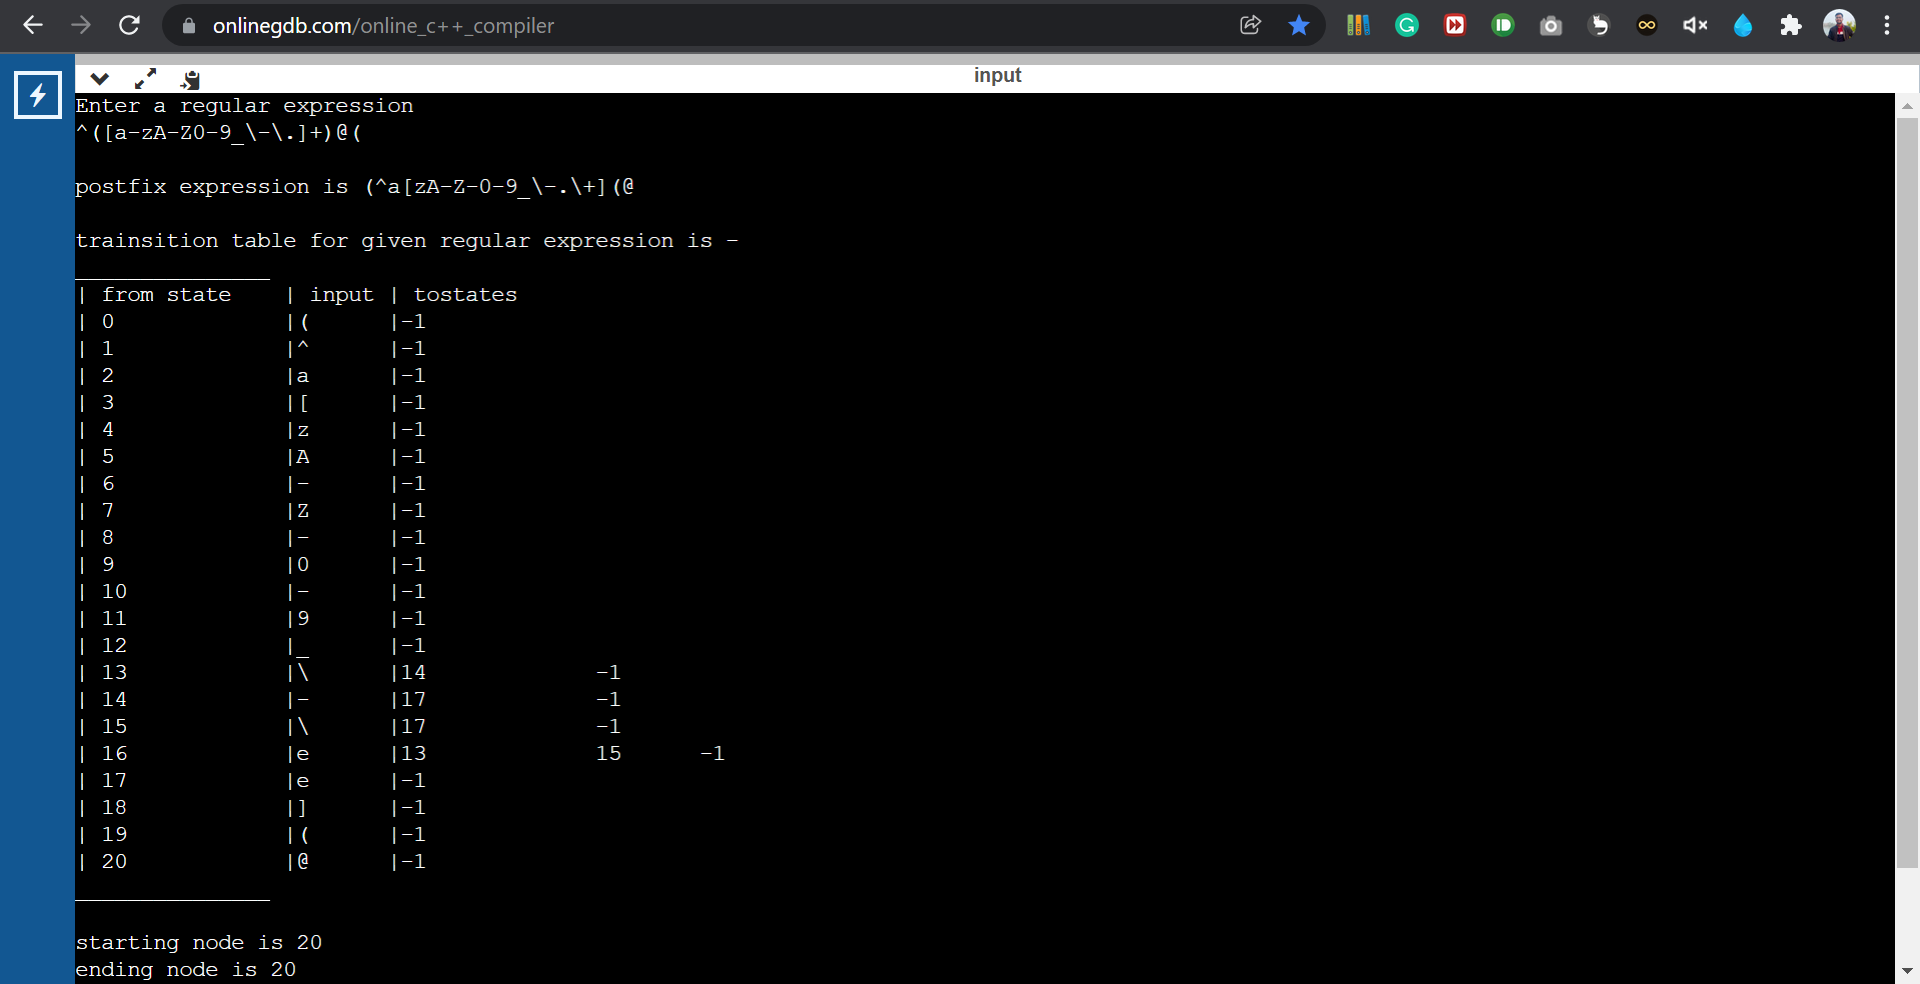 onlinegdb.com/online_c++_compiler
input
Enter a regular expression
^([a-zA-Z0-9_\-\.]+)@(
postfix expression is (^a[zA-Z-0-9_\-.\+](@
trainsition table for given regular expression is -
| from state | input | tostates
| 0 |( |-1
| 1 |^ |-1
| 2 |a |-1
| 3 |[ |-1
| 4 |z |-1
| 5 |A |-1
| 6 |- |-1
| 7 |Z |-1
| 8 |- |-1
| 9 |0 |-1
| 10 |- |-1
| 11 |9 |-1
| 12 |_ |-1
| 13 |\ |14 -1
| 14 |- |17 -1
| 15 |\ |17 -1
| 16 |e |13 15 -1
| 17 |e |-1
| 18 |] |-1
| 19 |( |-1
| 20 |@ |-1
starting node is 20
ending node is 20